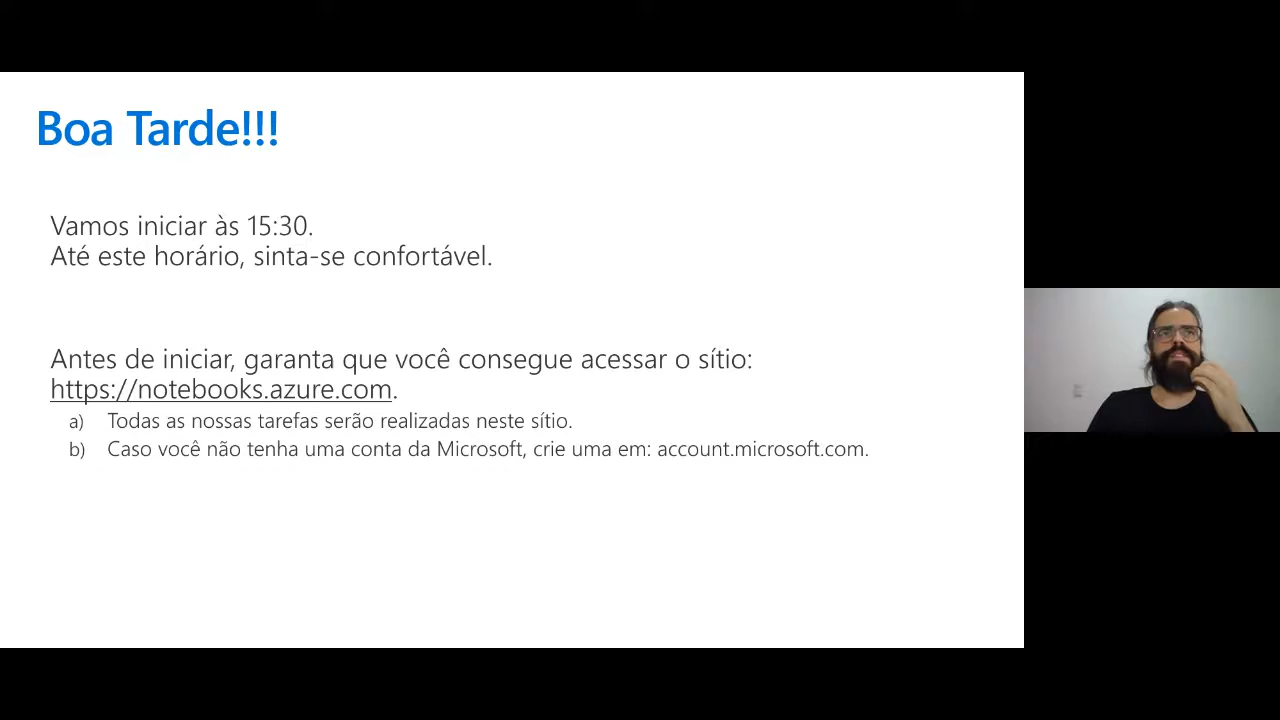 Boa Tarde!!!
Vamos iniciar às 15:30.
Até este horário, sinta-se confortável.
Antes de iniciar, garanta que você consegue acessar o sítio:
https://notebooks.azure.com.
a) Todas as nossas tarefas serão realizadas neste sítio.
b) Caso você não tenha uma conta da Microsoft, crie uma em: account.microsoft.com.